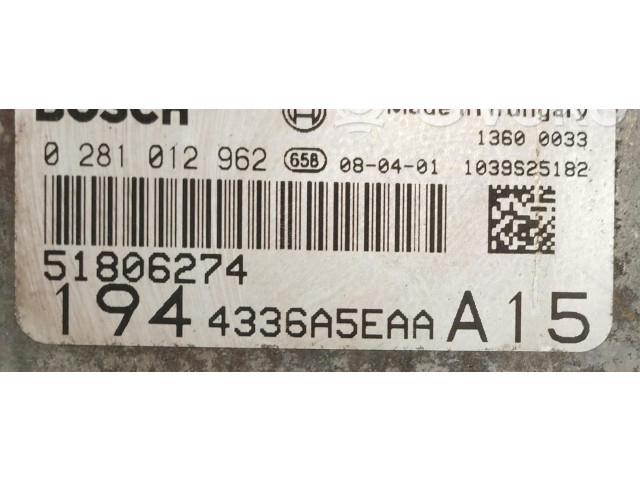 BOSCH Made in Hungary
1360 0033
0 281 012 962 658 08-04-01 1039S25182
51806274
194 4336A5EAA A15